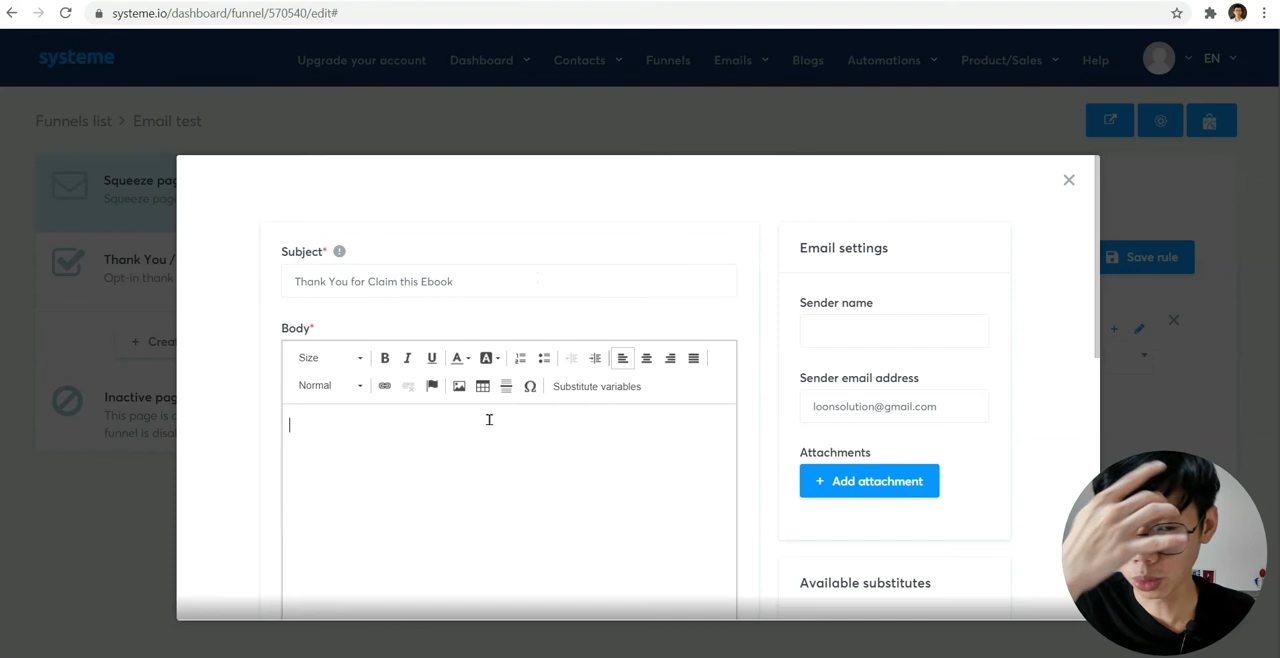 systeme.io/dashboard/funnel/570540/edit#
systeme
Upgrade your account
Dashboard
Contacts
Funnels
Emails
Blogs
Automations
Product/Sales
Help
EN
Funnels list > Email test
Squeeze pag
Squeeze page
Thank You /
Opt-in thank
+ Crea
Inactive pag
This page is c
funnel is disal
Save rule
Subject*
Thank You for Claim this Ebook
Body*
Size
B I U A A
Normal
Ω
Substitute variables
Email settings
Sender name
Sender email address
loonsolution@gmail.com
Attachments
+ Add attachment
Available substitutes